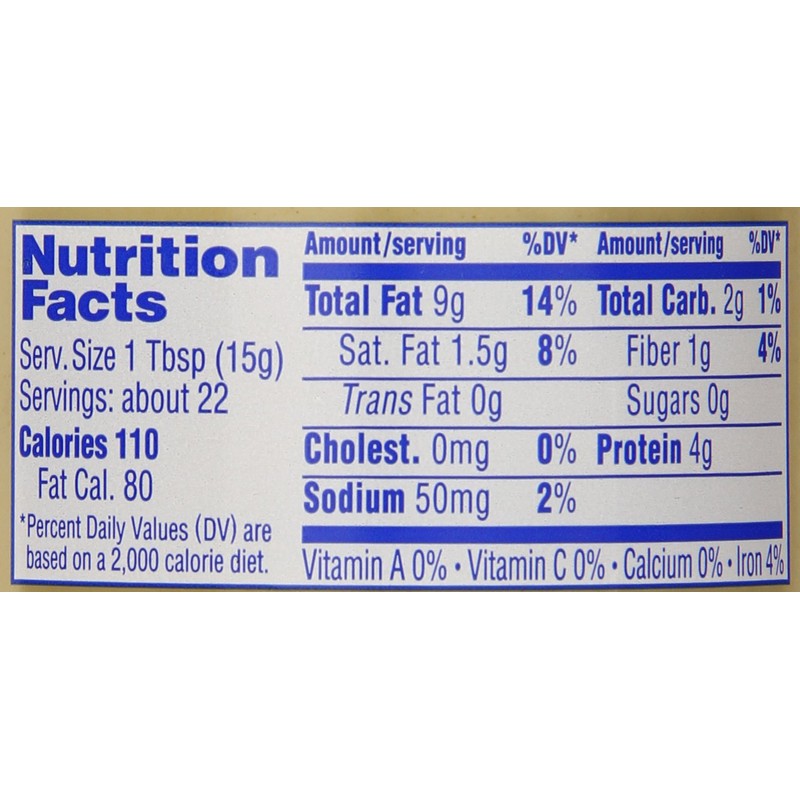 Nutrition
Facts
Serv. Size 1 Tbsp (15g)
Servings: about 22
Calories 110
Fat Cal. 80
*Percent Daily Values (DV) are
based on a 2,000 calorie diet.
Amount/serving %DV* Amount/serving %DV*
Total Fat 9g 14% Total Carb. 2g 1%
Sat. Fat 1.5g 8% Fiber 1g 4%
Trans Fat 0g Sugars 0g
Cholest. 0mg 0% Protein 4g
Sodium 50mg 2%
Vitamin A 0% • Vitamin C 0% • Calcium 0% • Iron 4%